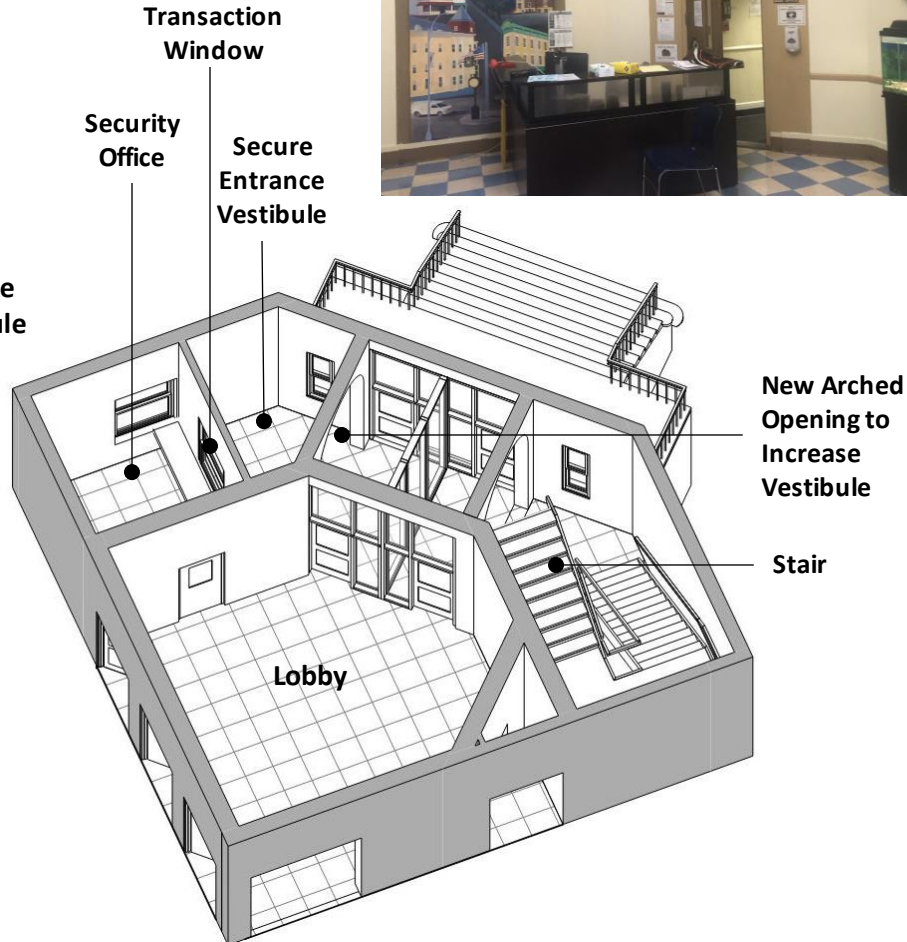 Transaction
Window
Security
Office
Secure
Entrance
Vestibule
New Arched
Opening to
Increase
Vestibule
Stair
Lobby